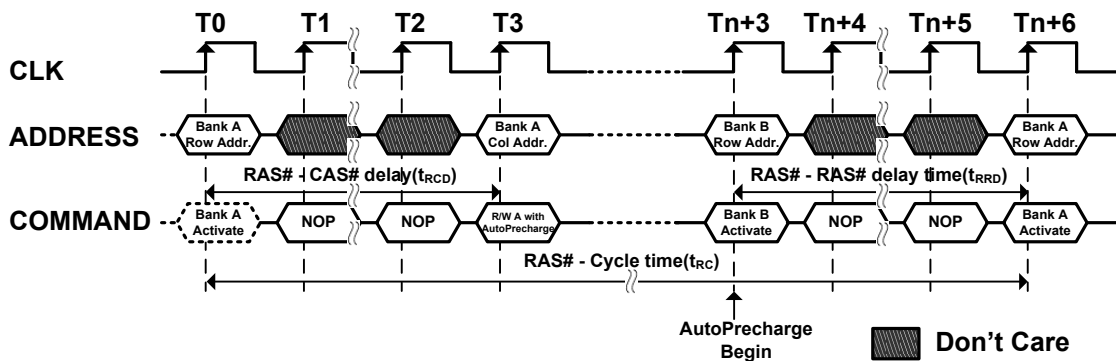 T0 T1 T2 T3 Tn+3 Tn+4 Tn+5 Tn+6
CLK
ADDRESS
Bank A
Row Addr.
Bank A
Col Addr.
Bank B
Row Addr.
Bank A
Row Addr.
RAS# - CAS# delay(tRCD)
RAS# - RAS# delay time(tRRD)
COMMAND
Bank A
Activate
NOP
NOP
R/W A with
AutoPrecharge
Bank B
Activate
NOP
NOP
Bank A
Activate
RAS# - Cycle time(tRC)
AutoPrecharge
Begin
Don't Care